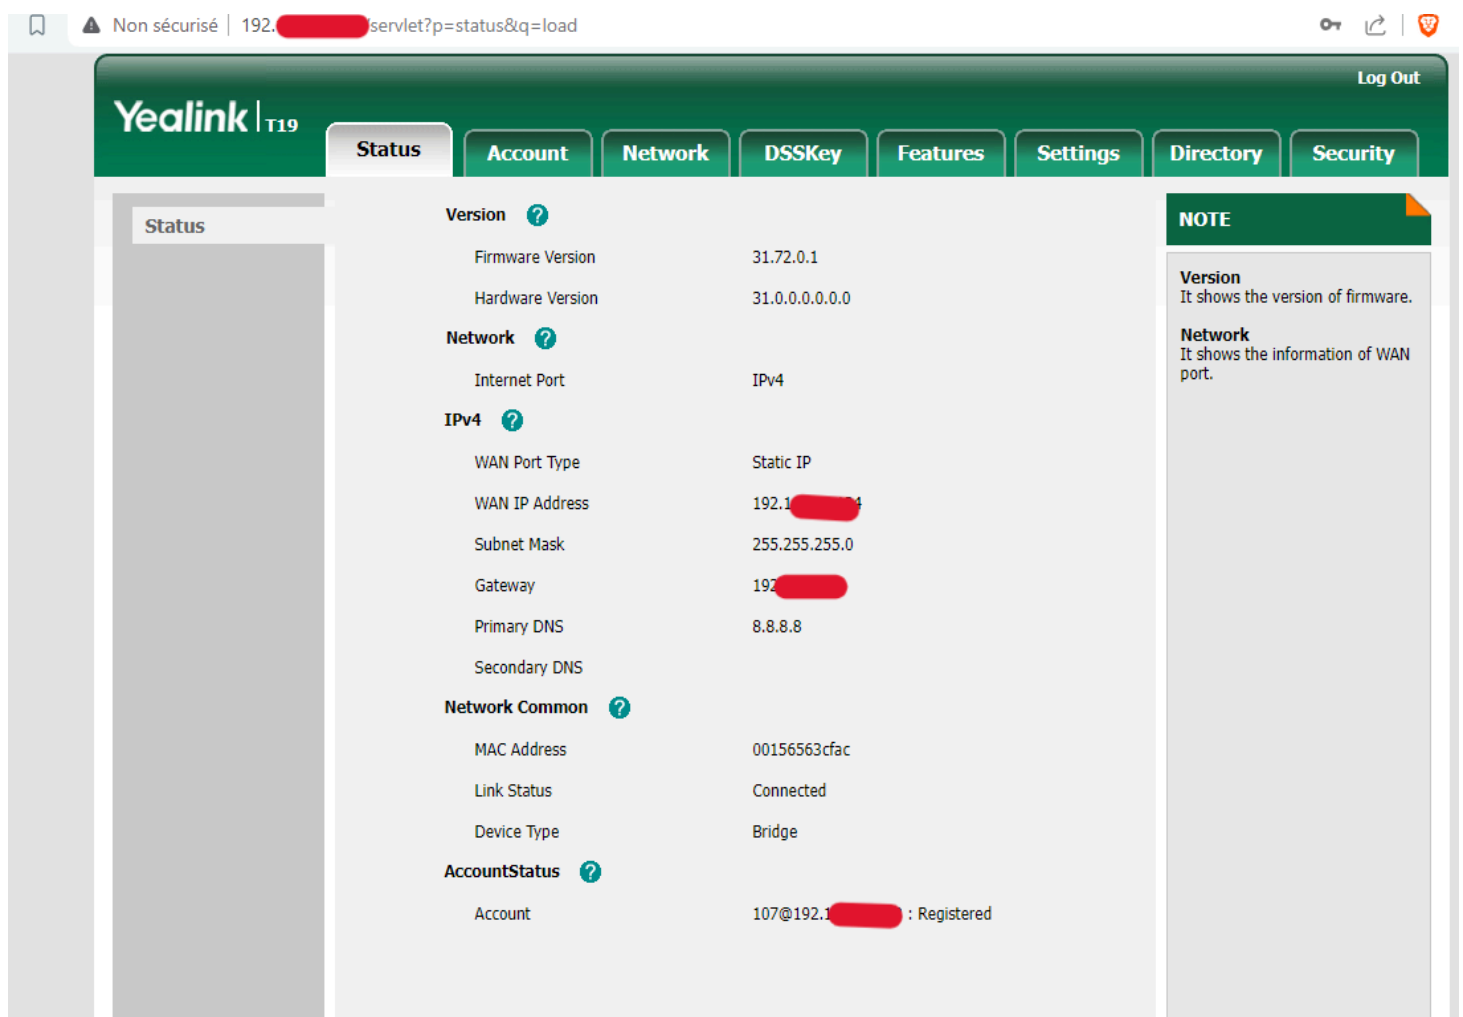 Non sécurisé 192. /servlet?p=status&q=load
Log Out
Yealink T19
Status Account Network DSSKey Features Settings Directory Security
Status
Version ?
Firmware Version 31.72.0.1
Hardware Version 31.0.0.0.0.0.0
Network ?
Internet Port IPv4
IPv4 ?
WAN Port Type Static IP
WAN IP Address 192.1 4
Subnet Mask 255.255.255.0
Gateway 192
Primary DNS 8.8.8.8
Secondary DNS
Network Common ?
MAC Address 00156563cfac
Link Status Connected
Device Type Bridge
AccountStatus ?
Account 107@192.1 : Registered
NOTE
Version
It shows the version of firmware.
Network
It shows the information of WAN
port.